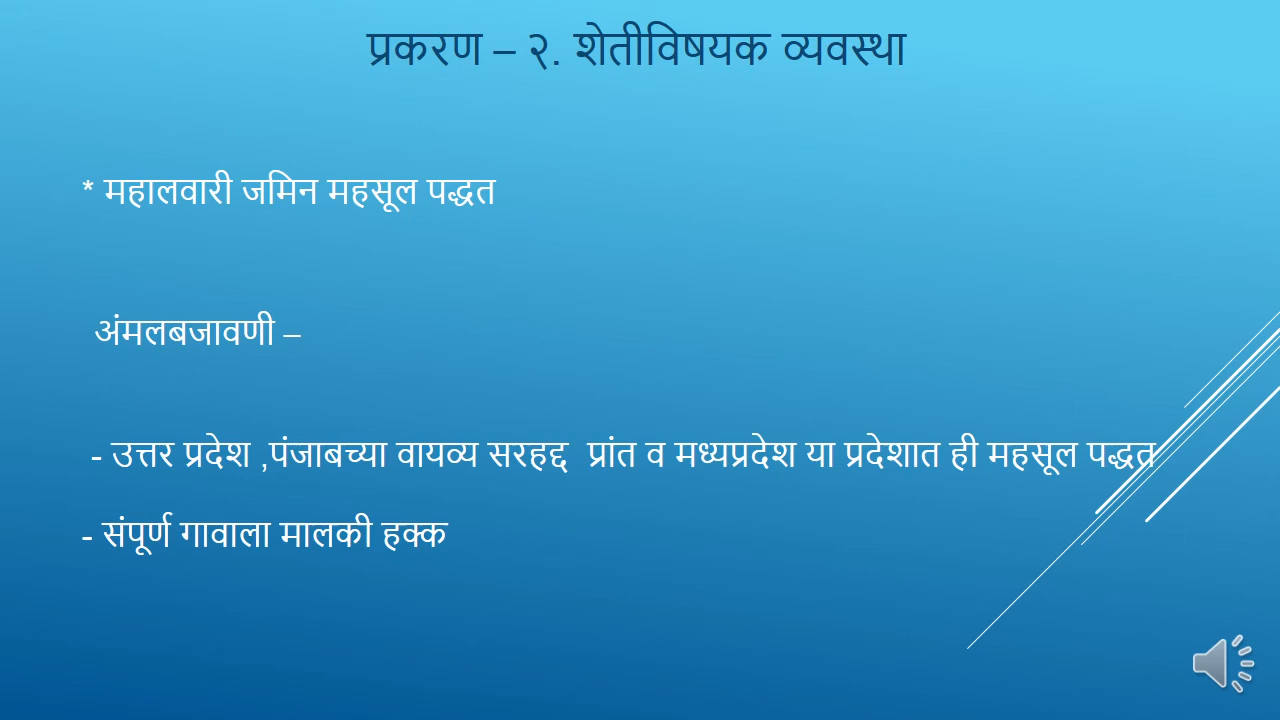 प्रकरण – २. शेतीविषयक व्यवस्था
* महालवारी जमिन महसूल पद्धत
अंमलबजावणी –
- उत्तर प्रदेश ,पंजाबच्या वायव्य सरहद्द प्रांत व मध्यप्रदेश या प्रदेशात ही महसूल पद्धत
- संपूर्ण गावाला मालकी हक्क